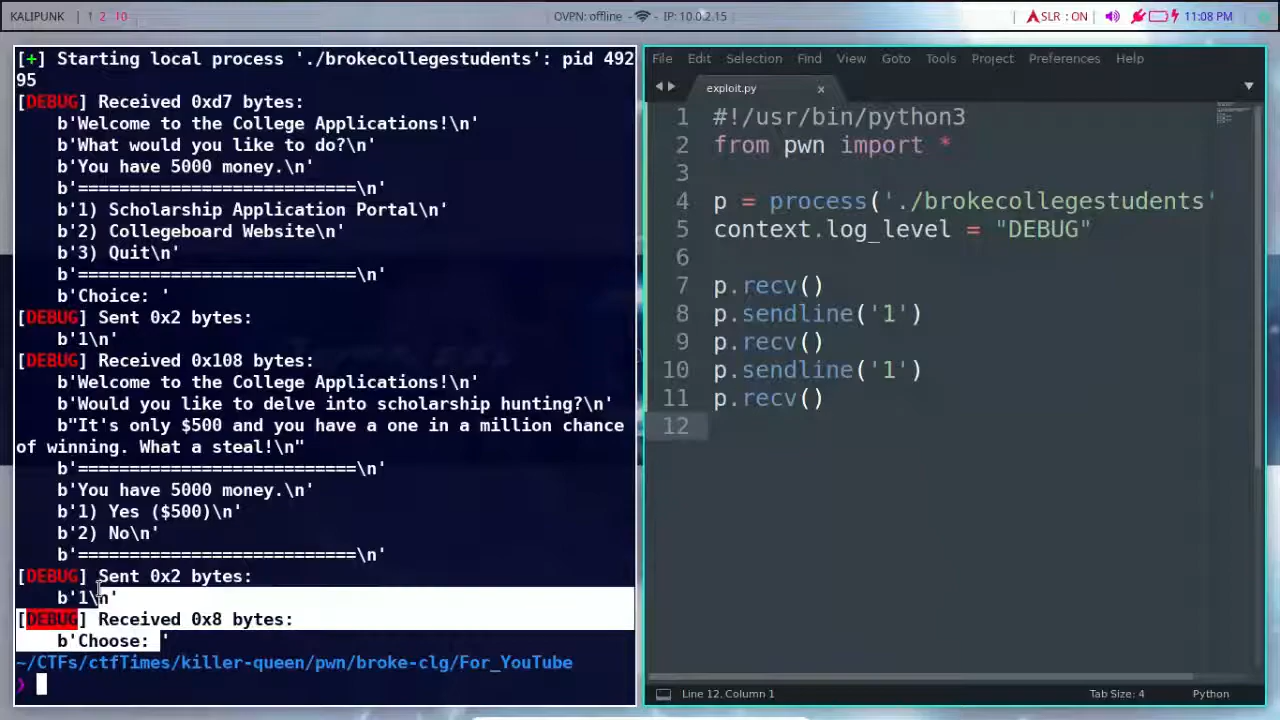 KALIPUNK | 1 2 10
OVPN: offline - IP: 10.0.2.15
| SLR : ON 11:08 PM
[+] Starting local process './brokecollegestudents': pid 492
95
[DEBUG] Received 0xd7 bytes:
b'Welcome to the College Applications!\n'
b'What would you like to do?\n'
b'You have 5000 money.\n'
b'===========================\n'
b'1) Scholarship Application Portal\n'
b'2) Collegeboard Website\n'
b'3) Quit\n'
b'===========================\n'
b'Choice: '
[DEBUG] Sent 0x2 bytes:
b'1\n'
[DEBUG] Received 0x108 bytes:
b'Welcome to the College Applications!\n'
b'Would you like to delve into scholarship hunting?\n'
b"It's only $500 and you have a one in a million chance
of winning. What a steal!\n"
b'===========================\n'
b'You have 5000 money.\n'
b'1) Yes ($500)\n'
b'2) No\n'
b'===========================\n'
[DEBUG] Sent 0x2 bytes:
b'1\n'
[DEBUG] Received 0x8 bytes:
b'Choose: '
~/CTFs/ctfTimes/killer-queen/pwn/broke-clg/For_YouTube
❯
File Edit Selection Find View Goto Tools Project Preferences Help
exploit.py ×
1 #!/usr/bin/python3
2 from pwn import *
3
4 p = process('./brokecollegestudents'
5 context.log_level = "DEBUG"
6
7 p.recv()
8 p.sendline('1')
9 p.recv()
10 p.sendline('1')
11 p.recv()
12
Line 12, Column 1 Tab Size: 4 Python